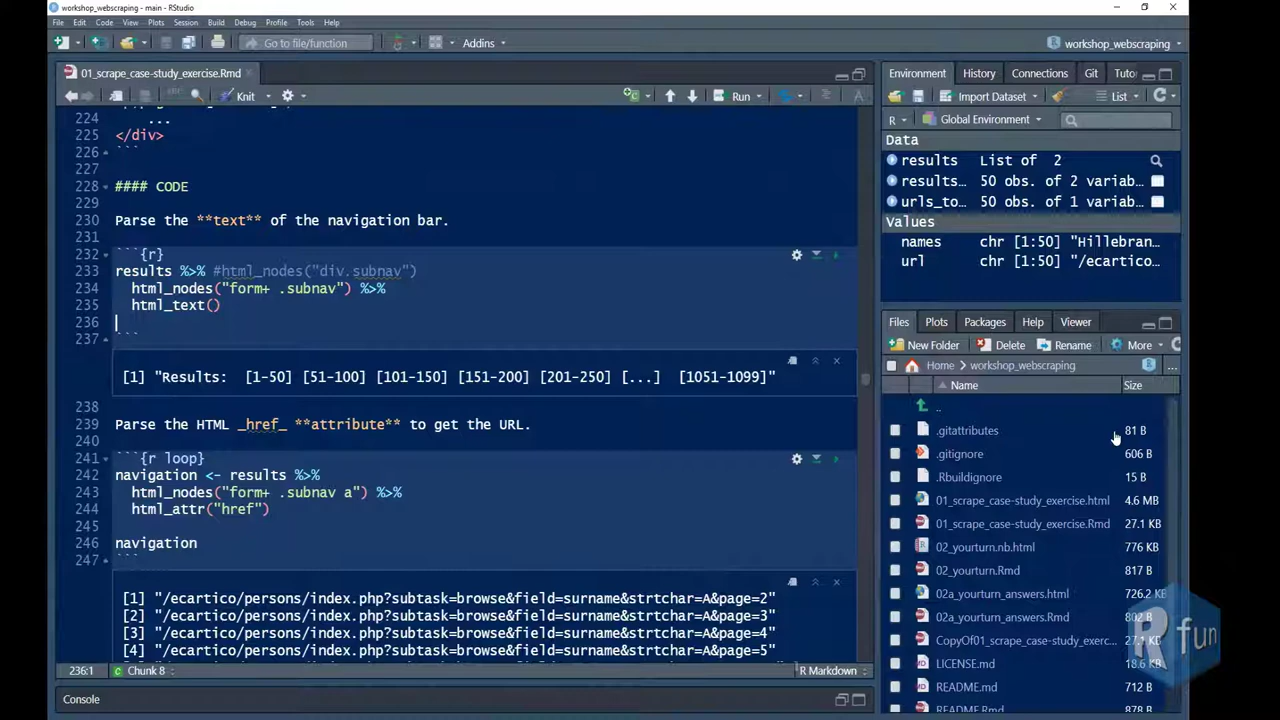 workshop_webscraping - main - RStudio
File Edit Code View Plots Session Build Debug Profile Tools Help
Go to file/function Addins workshop_webscraping
01_scrape_case-study_exercise.Rmd
Knit Run
224 ...
225 </div>
226 ```
227
228 #### CODE
229
230 Parse the **text** of the navigation bar.
231
232 ```{r}
233 results %>% #html_nodes("div.subnav")
234 html_nodes("form+ .subnav") %>%
235 html_text()
236
237 ```
[1] "Results: [1-50] [51-100] [101-150] [151-200] [201-250] [...] [1051-1099]"
238
239 Parse the HTML _href_ **attribute** to get the URL.
240
241 ```{r loop}
242 navigation <- results %>%
243 html_nodes("form+ .subnav a") %>%
244 html_attr("href")
245
246 navigation
247 ```
[1] "/ecartico/persons/index.php?subtask=browse&field=surname&strtchar=A&page=2"
[2] "/ecartico/persons/index.php?subtask=browse&field=surname&strtchar=A&page=3"
[3] "/ecartico/persons/index.php?subtask=browse&field=surname&strtchar=A&page=4"
[4] "/ecartico/persons/index.php?subtask=browse&field=surname&strtchar=A&page=5"
236:1 Chunk 8 R Markdown
Console
Environment History Connections Git Tuto
Import Dataset List
R Global Environment
Data
results List of 2
results… 50 obs. of 2 variab…
urls_to… 50 obs. of 1 variab…
Values
names chr [1:50] "Hillebran…
url chr [1:50] "/ecartico…
Files Plots Packages Help Viewer
New Folder Delete Rename More
Home workshop_webscraping ...
Name Size
..
.gitattributes 81 B
.gitignore 606 B
.Rbuildignore 15 B
01_scrape_case-study_exercise.html 4.6 MB
01_scrape_case-study_exercise.Rmd 27.1 KB
02_yourturn.nb.html 776 KB
02_yourturn.Rmd 817 B
02a_yourturn_answers.html 726.2 KB
02a_yourturn_answers.Rmd 802 B
CopyOf01_scrape_case-study_exerc... 27.1 KB
LICENSE.md 18.6 KB
README.md 712 B
README.Rmd 878 B
R fun